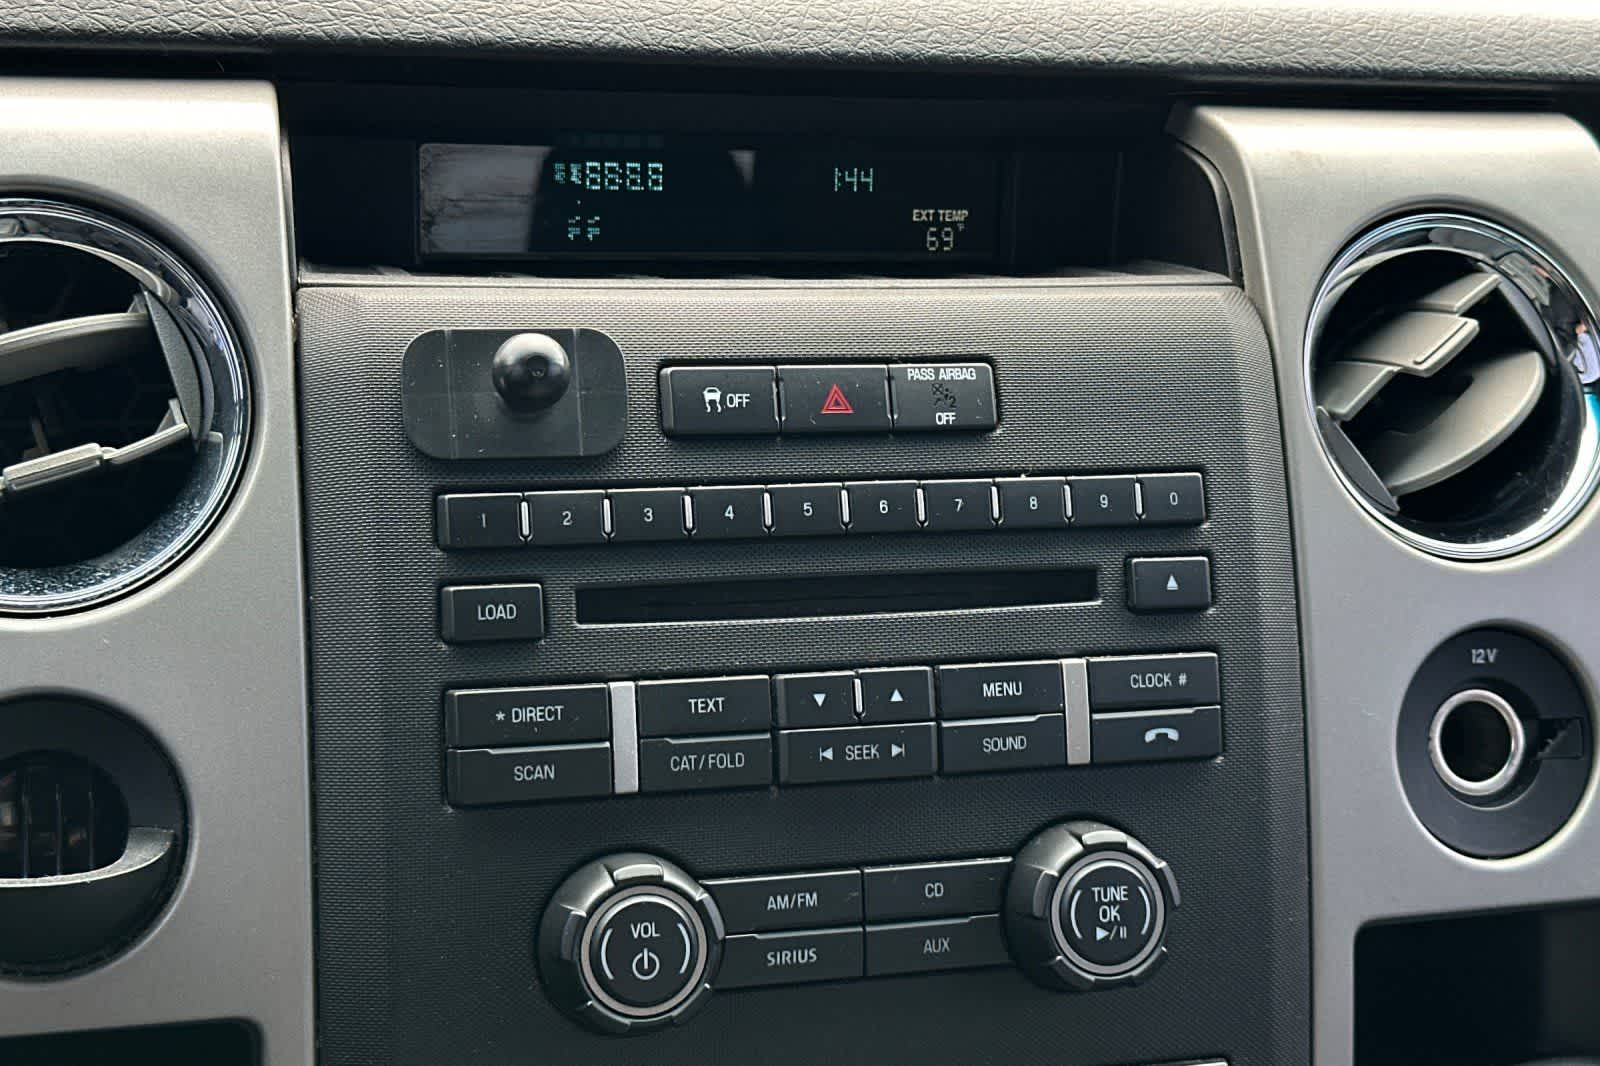 1:44
EXT TEMP
69°F
OFF
PASS AIRBAG
OFF
1 2 3 4 5 6 7 8 9 0
LOAD
12V
* DIRECT
TEXT
MENU
CLOCK #
SCAN
CAT/FOLD
SEEK
SOUND
VOL
AM/FM
CD
TUNE
OK
SIRIUS
AUX